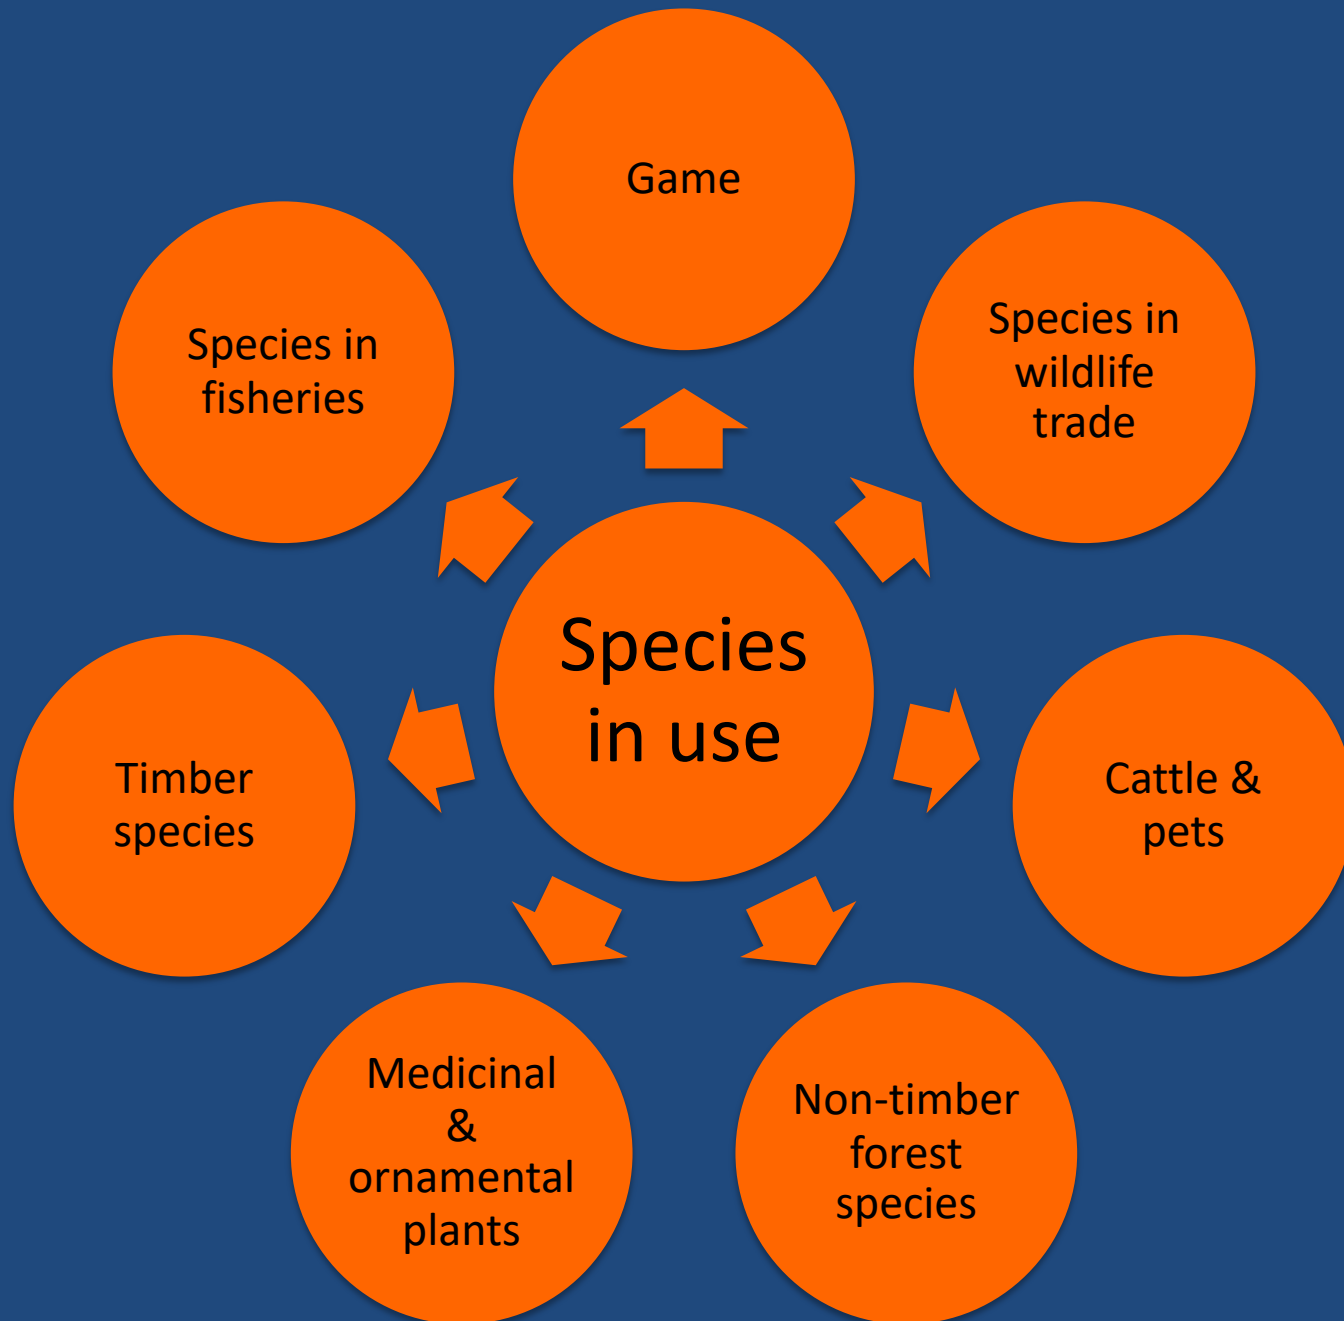 Game
Species in
wildlife
trade
Cattle &
pets
Non-timber
forest
species
Medicinal
&
ornamental
plants
Timber
species
Species in
fisheries
Species
in use